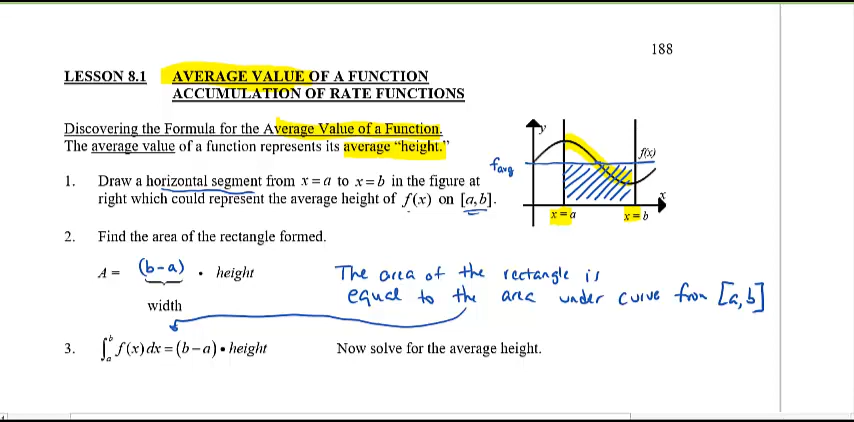 188
LESSON 8.1 AVERAGE VALUE OF A FUNCTION
ACCUMULATION OF RATE FUNCTIONS
Discovering the Formula for the Average Value of a Function.
The average value of a function represents its average “height.”
1. Draw a horizontal segment from x = a to x = b in the figure at
right which could represent the average height of f(x) on [a,b].
y
f(x)
favg
x
x = a x = b
2. Find the area of the rectangle formed.
A = (b-a) • height
width
The area of the rectangle is
equal to the area under curve from [a,b]
3. ∫_a^b f(x) dx = (b − a) • height Now solve for the average height.